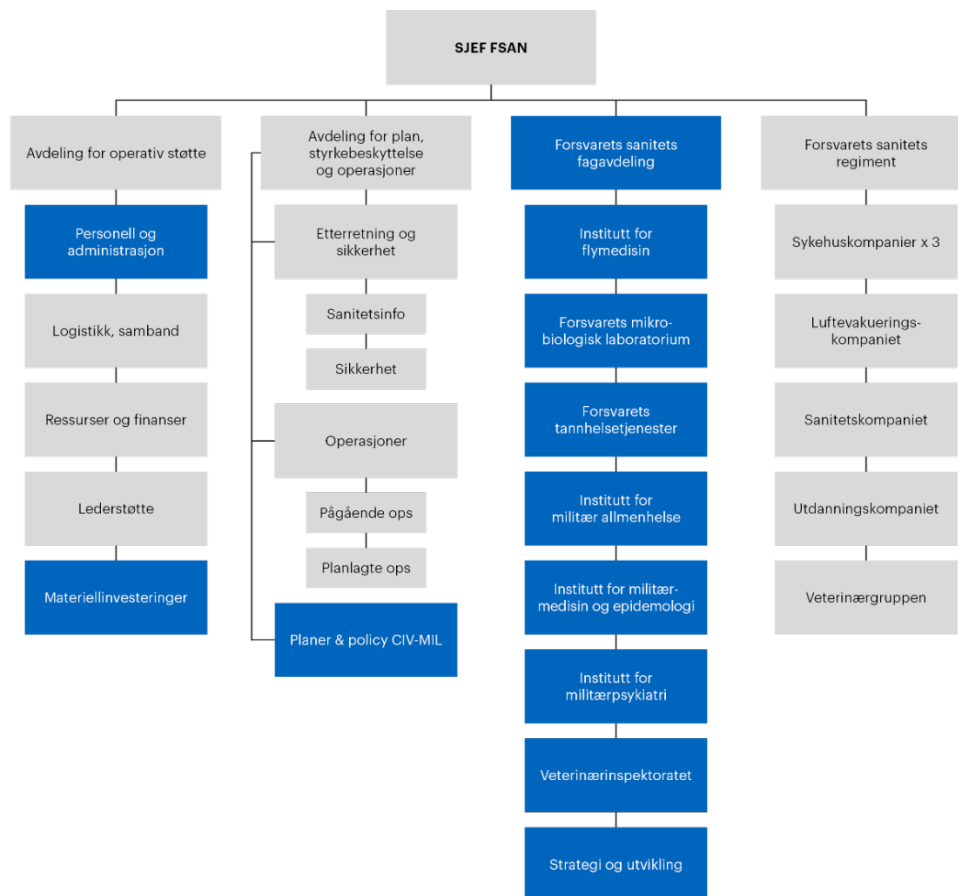 SJEF FSAN
Avdeling for operativ støtte
Personell og
administrasjon
Logistikk, samband
Ressurser og finanser
Lederstøtte
Materiellinvesteringer
Avdeling for plan,
styrkebeskyttelse
og operasjoner
Etterretning og
sikkerhet
Sanitetsinfo
Sikkerhet
Operasjoner
Pågående ops
Planlagte ops
Planer & policy CIV-MIL
Forsvarets sanitets
fagavdeling
Institutt for
flymedisin
Forsvarets mikro-
biologisk laboratorium
Forsvarets
tannhelsetjenester
Institutt for
militár allmenhelse
Institutt for militær-
medisin og epidemologi
Institutt for
militærpsykiatri
Veterinærinspektoratet
Strategi og utvikling
Forsvarets sanitets
regiment
Sykehuskompanier x 3
Luftevakuerings-
kompaniet
Sanitetskompaniet
Utdanningskompaniet
Veterinærgruppen